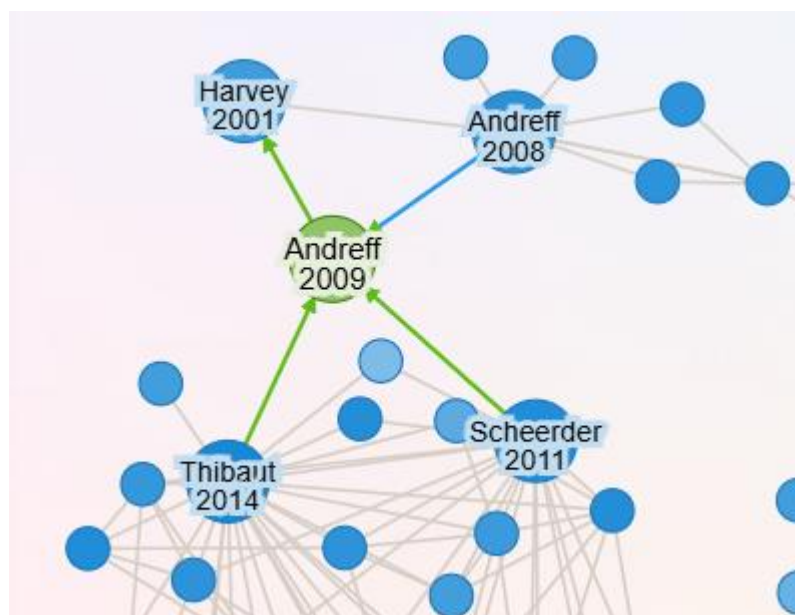 Harvey
2001
Andreff
2008
Andreff
2009
Thibaut
2014
Scheerder
2011